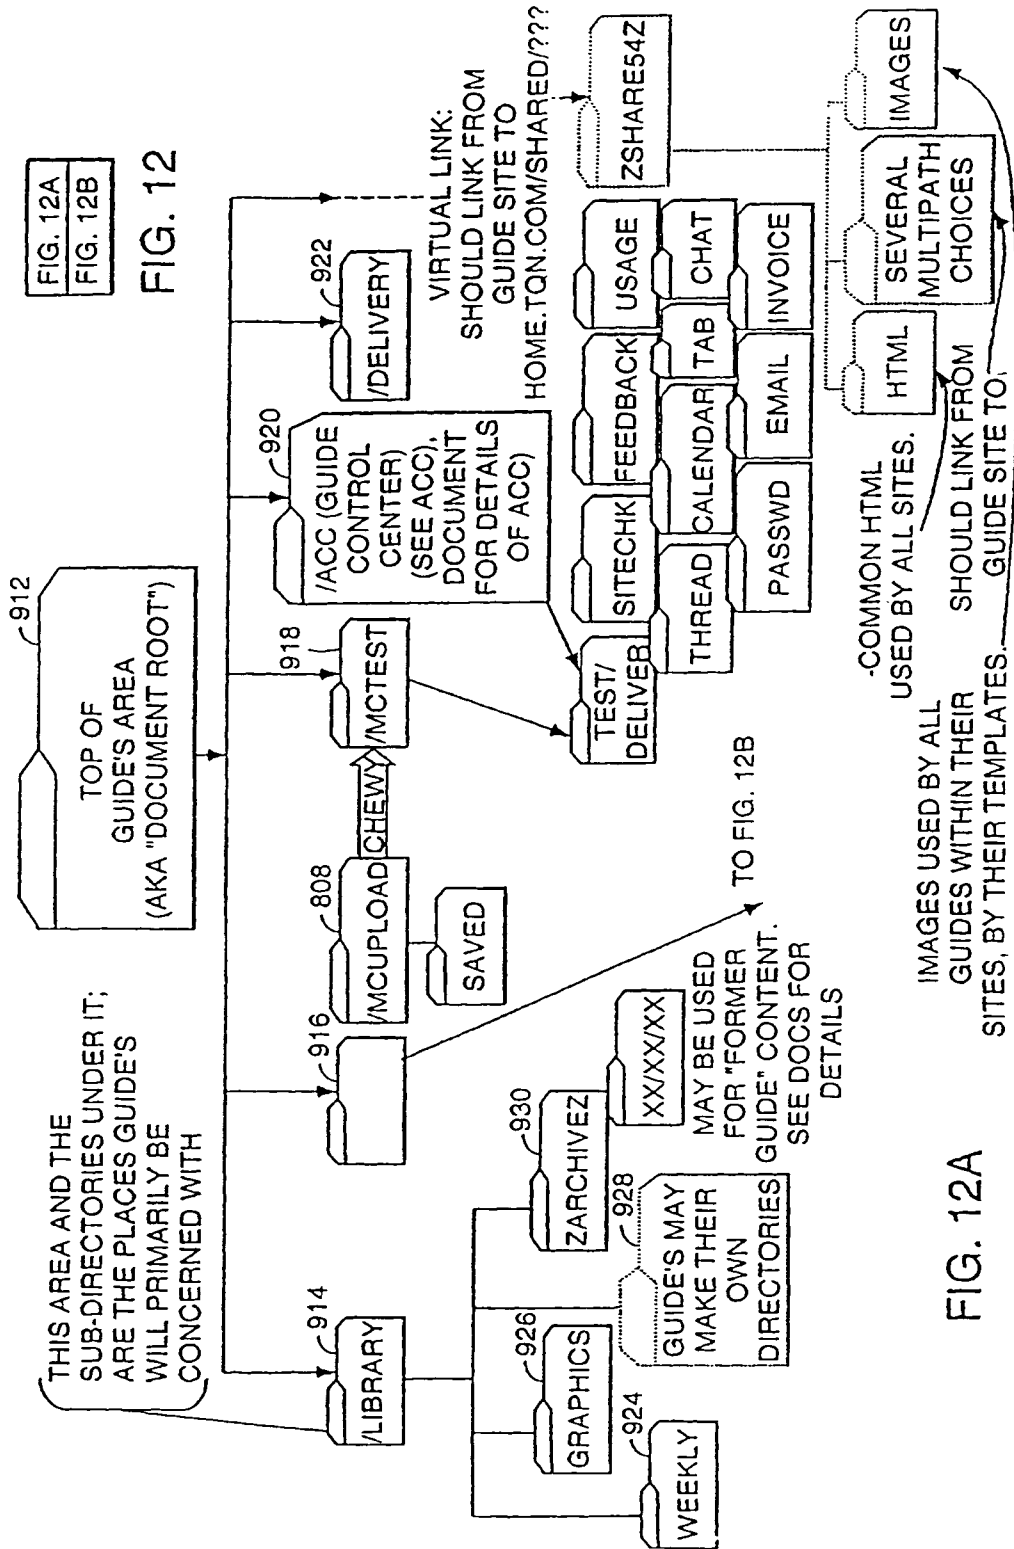 FIG. 12A
FIG. 12B
FIG. 12
912
TOP OF
GUIDE'S AREA
(AKA "DOCUMENT ROOT")
THIS AREA AND THE
SUB-DIRECTORIES UNDER IT;
ARE THE PLACES GUIDE'S
WILL PRIMARILY BE
CONCERNED WITH
914
/LIBRARY
916
808
/MCUPLOAD
SAVED
CHEWY
918
/MCTEST
920
/ACC (GUIDE
CONTROL
CENTER)
(SEE ACC),
DOCUMENT
FOR DETAILS
OF ACC)
922
/DELIVERY
VIRTUAL LINK:
SHOULD LINK FROM
GUIDE SITE TO
HOME.TQN.COM/SHARED/???
924
WEEKLY
926
GRAPHICS
928
GUIDE'S MAY
MAKE THEIR
OWN
DIRECTORIES
930
ZARCHIVEZ
XX/XX/XX
MAY BE USED
FOR "FORMER
GUIDE" CONTENT.
SEE DOCS FOR
DETAILS
TO FIG. 12B
TEST/
DELIVER
SITECHK
FEEDBACK
USAGE
THREAD
CALENDAR
TAB
CHAT
PASSWD
EMAIL
INVOICE
ZSHARE54Z
HTML
SEVERAL
MULTIPATH
CHOICES
IMAGES
-COMMON HTML
USED BY ALL SITES.
IMAGES USED BY ALL
GUIDES WITHIN THEIR
SITES, BY THEIR TEMPLATES.
SHOULD LINK FROM
GUIDE SITE TO
FIG. 12A